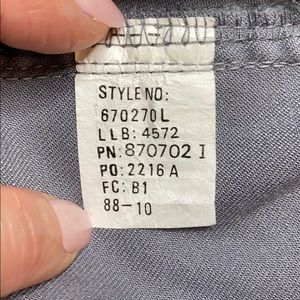 STYLE NO:
670270L
LLB: 4572
PN: 870702 I
PO: 2216 A
FC: B1
88-10